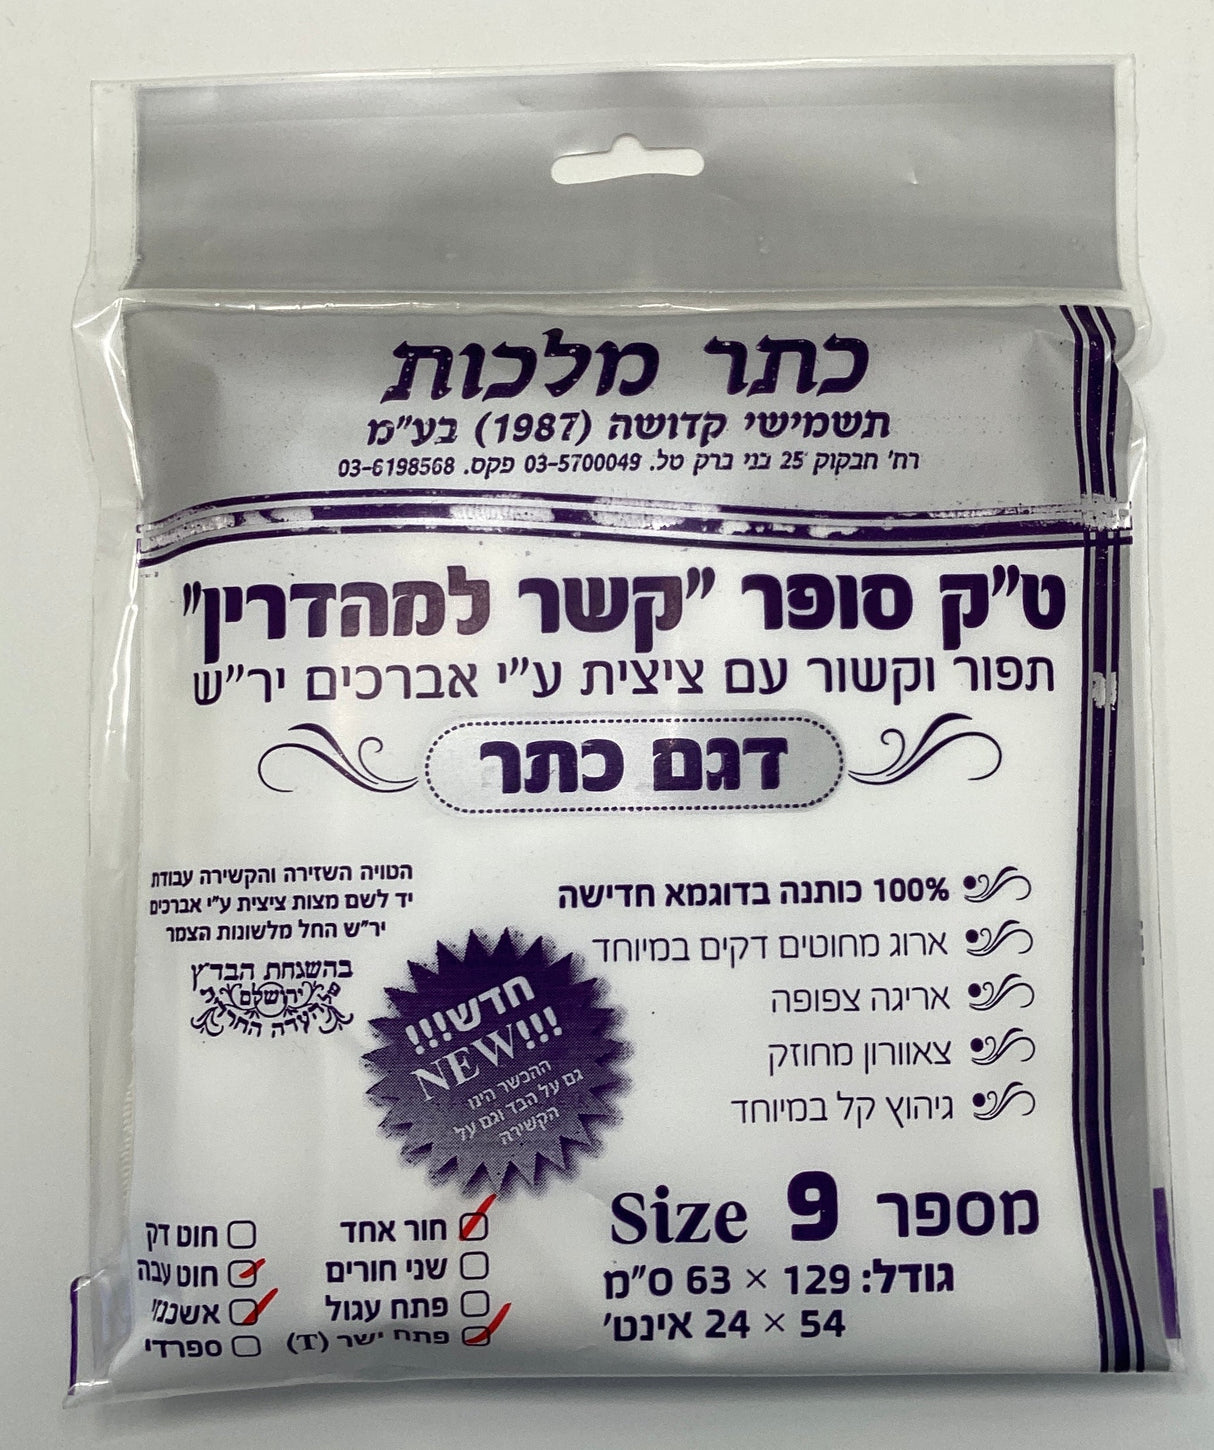 כתר מלכות
תשמישי קדושה (1987) בע״מ
רח' חבקוק 25 בני ברק טל. 03-5700049 פקס. 03-6198568
ט״ק סופר ״קשר למהדרין״
תפור וקשור עם ציצית ע״י אברכים יר״ש
דגם כתר
100% כותנה בדוגמא חדישה
ארוג מחוטים דקים במיוחד
אריגה צפופה
צאוורון מחוזק
גיהוץ קל במיוחד
הטויה השזירה והקשירה עבודת
יד לשם מצות ציצית ע״י אברכים
יר״ש החל מלשונות הצמר
בהשגחת הבד״ץ
ירושלם
העדה החרדית
חדש!!!
NEW!!!
ההכשר הינו
גם על הבד וגם על
הקשירה
מספר 9 Size
גודל: 129 × 63 ס״מ
54 × 24 אינט'
חור אחד
שני חורים
פתח עגול
פתח ישר (T)
חוט דק
חוט עבה
אשכנזי
ספרדי